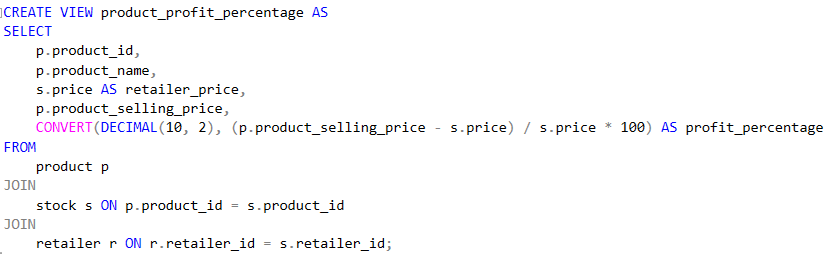 CREATE VIEW product_profit_percentage AS
SELECT
    p.product_id,
    p.product_name,
    s.price AS retailer_price,
    p.product_selling_price,
    CONVERT(DECIMAL(10, 2), (p.product_selling_price - s.price) / s.price * 100) AS profit_percentage
FROM
    product p
JOIN
    stock s ON p.product_id = s.product_id
JOIN
    retailer r ON r.retailer_id = s.retailer_id;